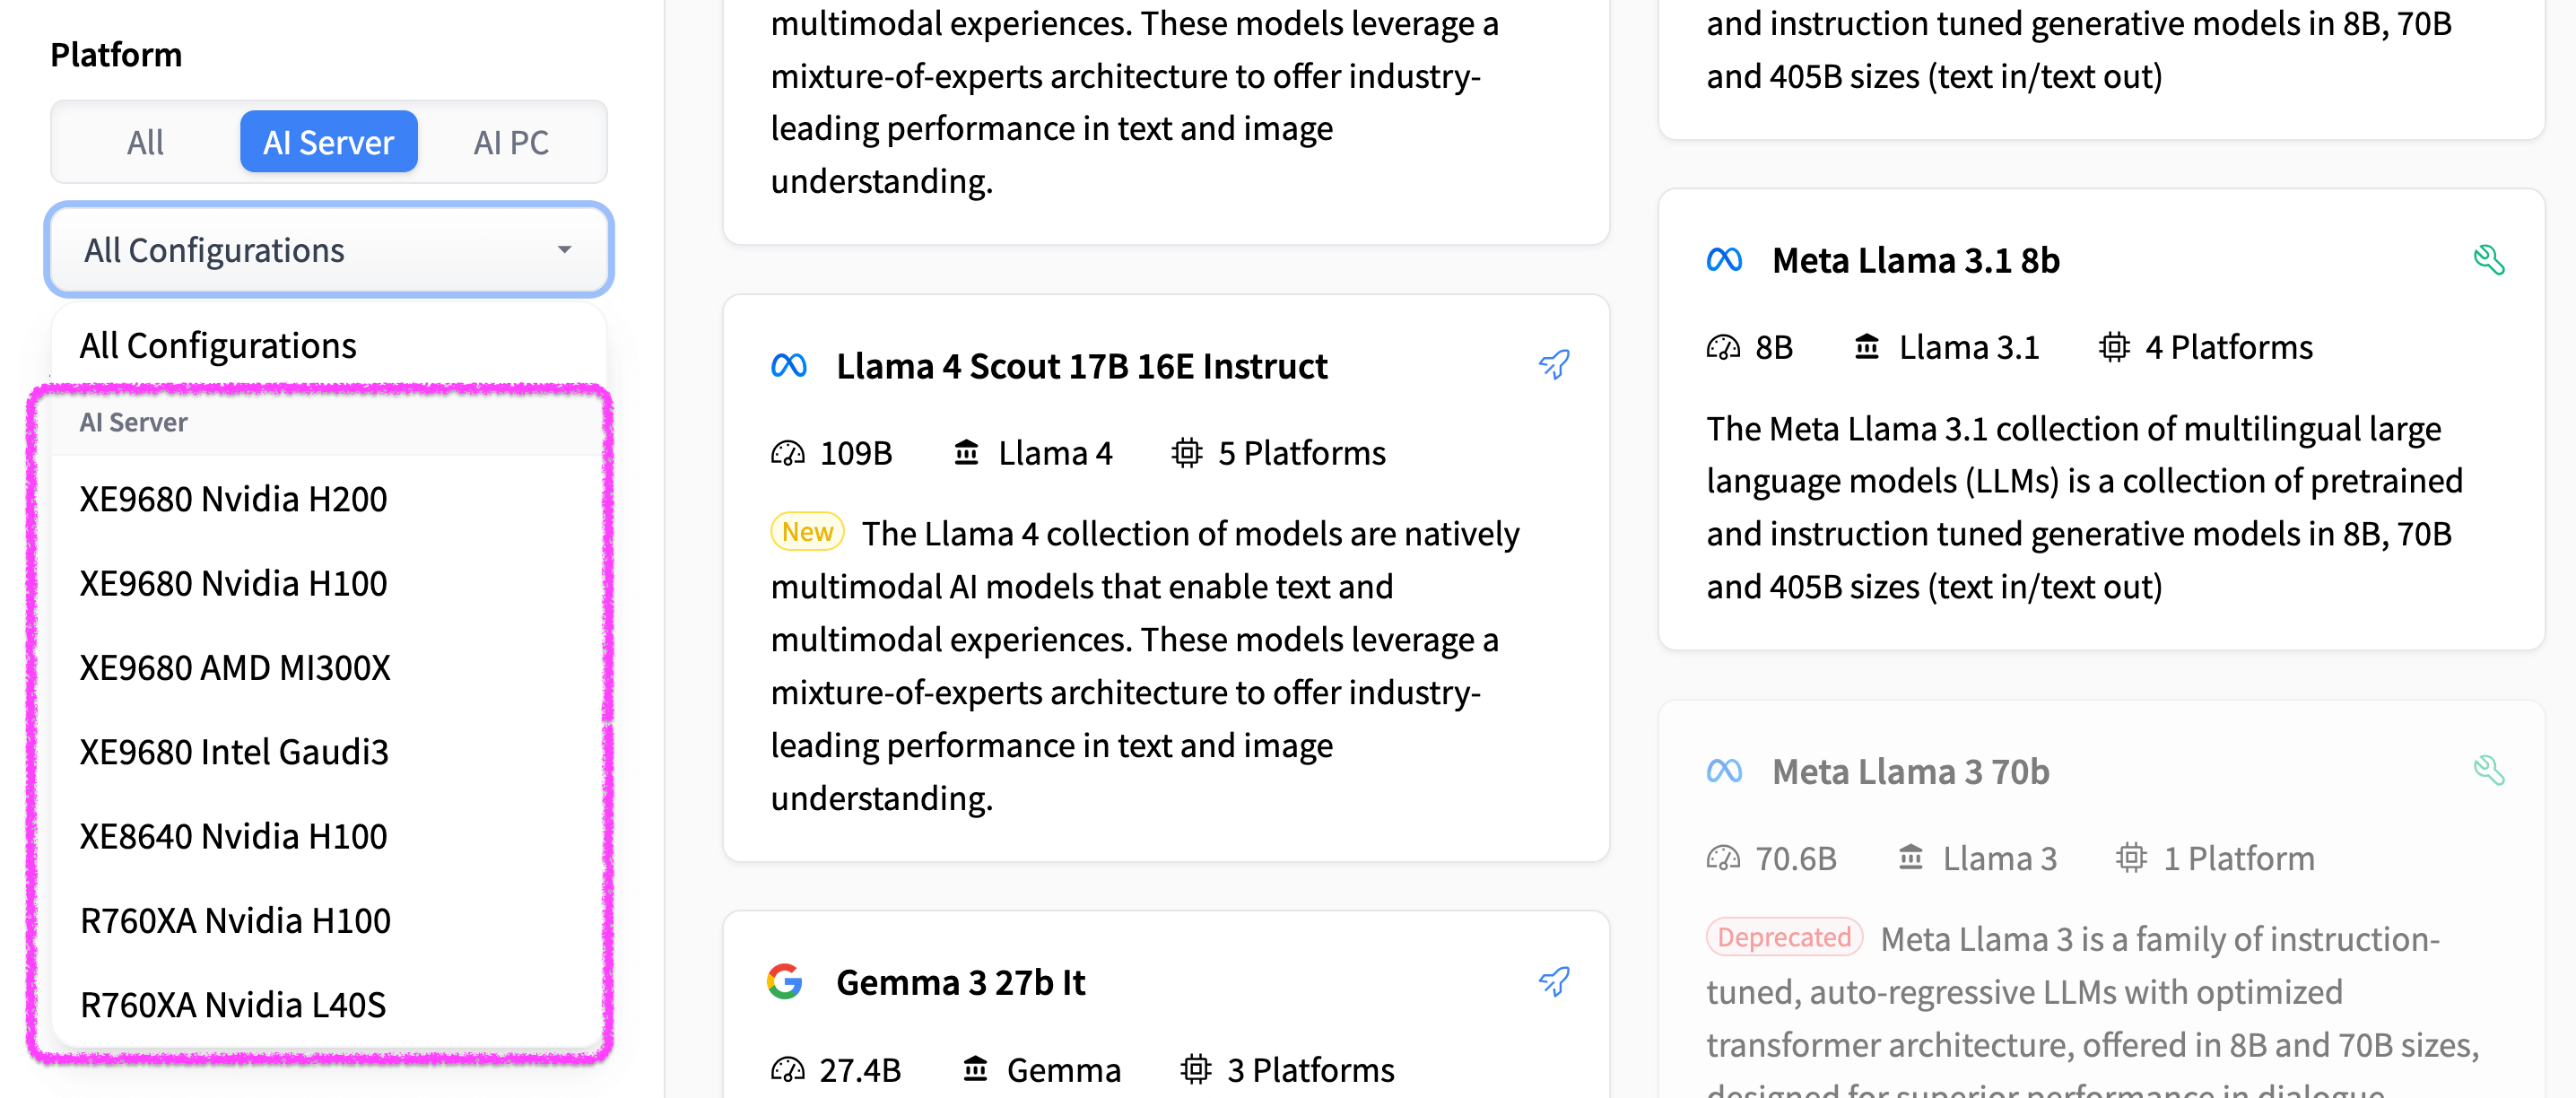 Platform
All
AI Server
AI PC
All Configurations
All Configurations
AI Server
XE9680 Nvidia H200
XE9680 Nvidia H100
XE9680 AMD MI300X
XE9680 Intel Gaudi3
XE8640 Nvidia H100
R760XA Nvidia H100
R760XA Nvidia L40S
multimodal experiences. These models leverage a
mixture-of-experts architecture to offer industry-
leading performance in text and image
understanding.
Llama 4 Scout 17B 16E Instruct
109B
Llama 4
5 Platforms
New The Llama 4 collection of models are natively
multimodal AI models that enable text and
multimodal experiences. These models leverage a
mixture-of-experts architecture to offer industry-
leading performance in text and image
understanding.
Gemma 3 27b It
27.4B
Gemma
3 Platforms
and instruction tuned generative models in 8B, 70B
and 405B sizes (text in/text out)
Meta Llama 3.1 8b
8B
Llama 3.1
4 Platforms
The Meta Llama 3.1 collection of multilingual large
language models (LLMs) is a collection of pretrained
and instruction tuned generative models in 8B, 70B
and 405B sizes (text in/text out)
Meta Llama 3 70b
70.6B
Llama 3
1 Platform
Deprecated Meta Llama 3 is a family of instruction-
tuned, auto-regressive LLMs with optimized
transformer architecture, offered in 8B and 70B sizes,
designed for superior performance in dialogue